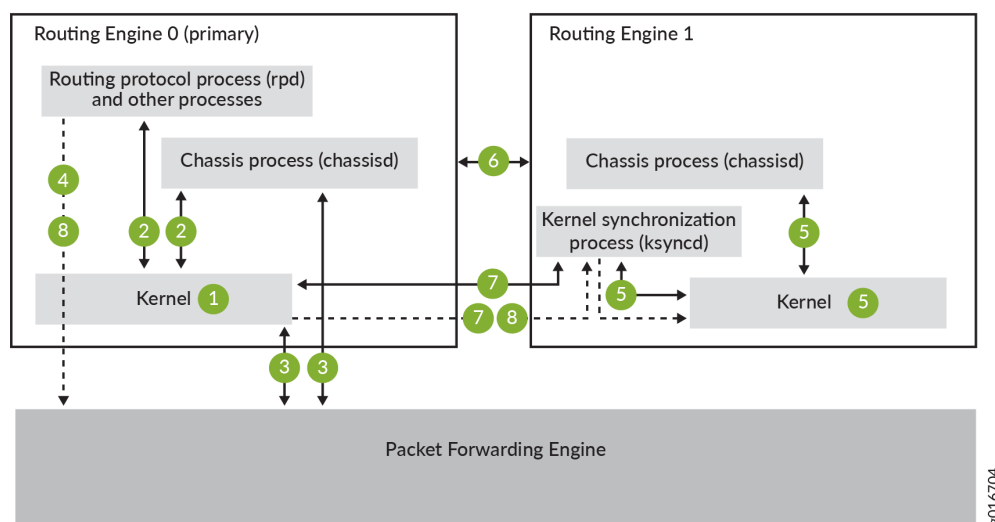 Routing Engine 0 (primary)
Routing Engine 1
Routing protocol process (rpd)
and other processes
Chassis process (chassisd)
6
Chassis process (chassisd)
4
8
2
2
Kernel synchronization
process (ksyncd)
5
Kernel 1
7
5
Kernel 5
7 8
3
3
Packet Forwarding Engine
g016704